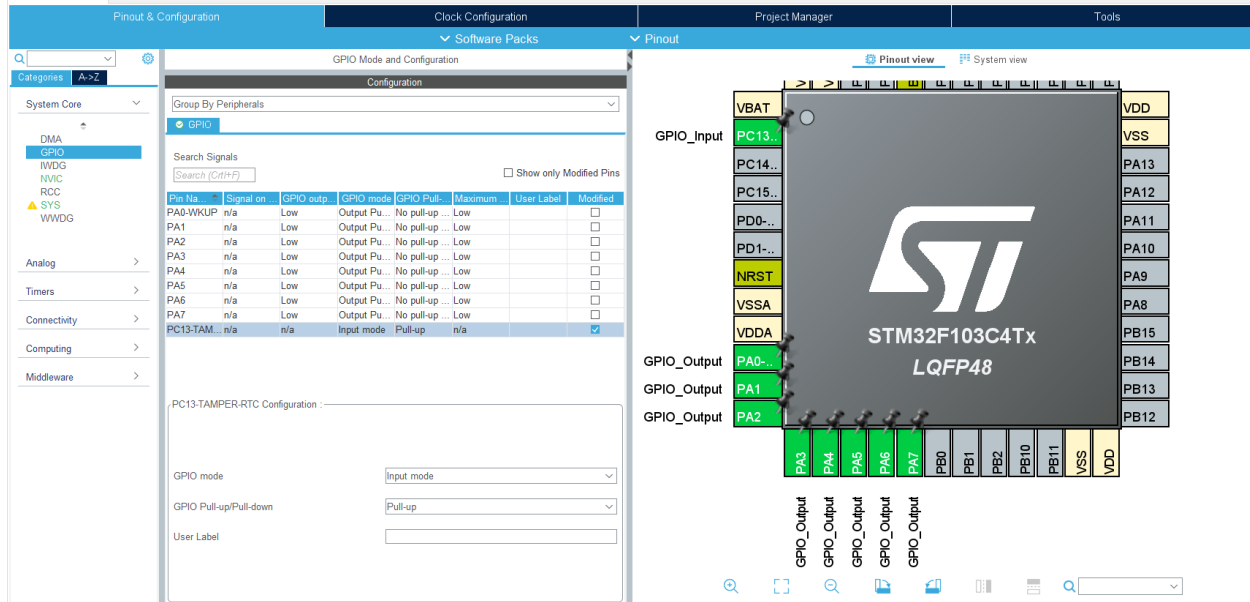 Pinout & Configuration
Clock Configuration
Project Manager
Tools
Software Packs
Pinout
GPIO Mode and Configuration
Configuration
Categories A->Z
System Core
DMA
GPIO
IWDG
NVIC
RCC
SYS
WWDG
Analog
Timers
Connectivity
Computing
Middleware
Group By Peripherals
GPIO
Search Signals
Search (Crtl+F)
Show only Modified Pins
Pin Na... Signal on ... GPIO outp... GPIO mode GPIO Pull-... Maximum ... User Label Modified
PA0-WKUP n/a Low Output Pu... No pull-up ... Low
PA1 n/a Low Output Pu... No pull-up ... Low
PA2 n/a Low Output Pu... No pull-up ... Low
PA3 n/a Low Output Pu... No pull-up ... Low
PA4 n/a Low Output Pu... No pull-up ... Low
PA5 n/a Low Output Pu... No pull-up ... Low
PA6 n/a Low Output Pu... No pull-up ... Low
PA7 n/a Low Output Pu... No pull-up ... Low
PC13-TAM... n/a n/a Input mode Pull-up n/a
PC13-TAMPER-RTC Configuration :
GPIO mode Input mode
GPIO Pull-up/Pull-down Pull-up
User Label
Pinout view
System view
VBAT
GPIO_Input PC13..
PC14..
PC15..
PD0-..
PD1-..
NRST
VSSA
VDDA
GPIO_Output PA0-..
GPIO_Output PA1
GPIO_Output PA2
STM32F103C4Tx
LQFP48
VDD
VSS
PA13
PA12
PA11
PA10
PA9
PA8
PB15
PB14
PB13
PB12
PA3
PA4
PA5
PA6
PA7
PB0
PB1
PB2
PB10
PB11
VSS
VDD
GPIO_Output
GPIO_Output
GPIO_Output
GPIO_Output
GPIO_Output